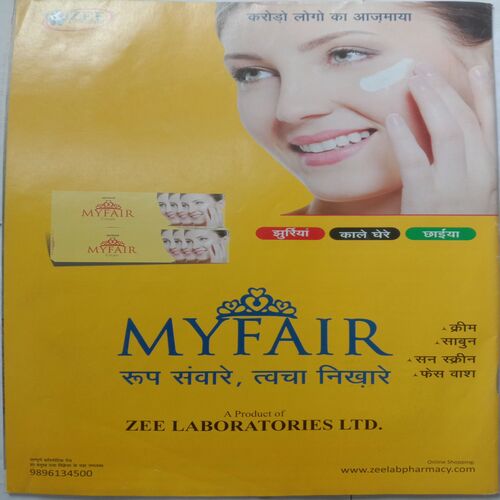 ZEE
करोड़ो लोगो का आज़माया
MYFAIR
MYFAIR
झुर्रियां
काले घेरे
छाईया
MYFAIR
रूप संवारे, त्वचा निख़ारे
क्रीम
साबुन
सन स्क्रीन
फेस वाश
A Product of
ZEE LABORATORIES LTD.
9896134500
Online Shopping
www.zeelabpharmacy.com